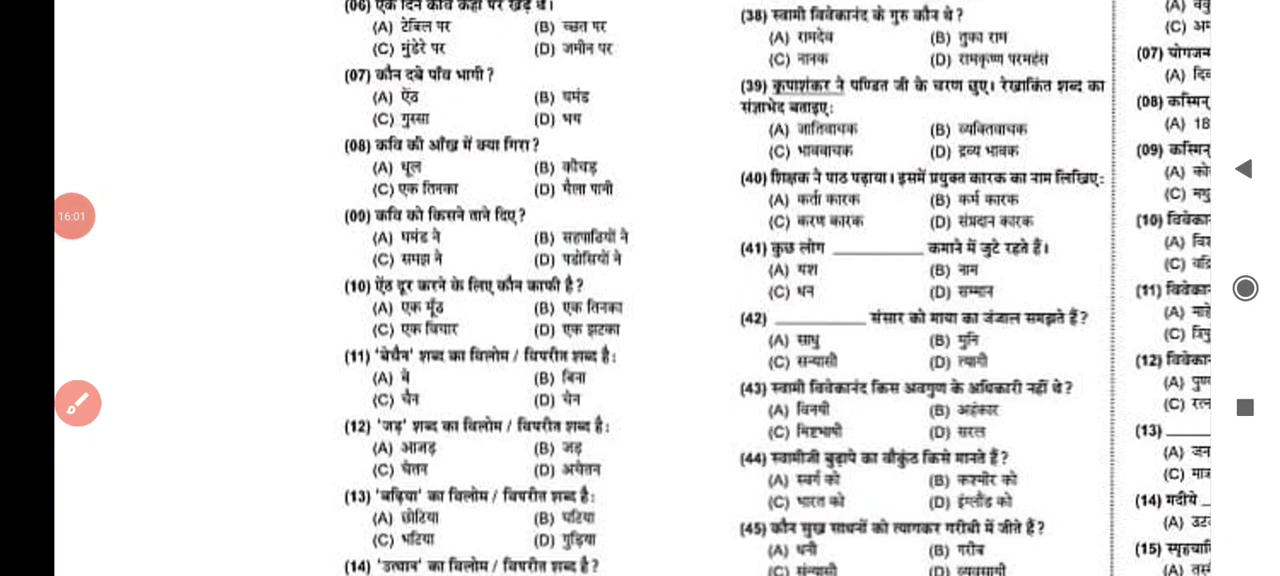 (06) एक दिन कवि कहाँ पर खड़े थे।
(A) टेबिल पर (B) च्छत पर
(C) मुंडेरे पर (D) जमीन पर
(07) कौन दबे पाँव भागी?
(A) ऐंठ (B) घमंड
(C) गुस्सा (D) भय
(08) कवि की आँख में क्या गिरा?
(A) धूल (B) कीचड़
(C) एक तिनका (D) मैला पानी
(09) कवि को किसने ताने दिए?
(A) घमंड ने (B) सहपाठियों ने
(C) समझ ने (D) पडोसियों ने
(10) ऐंठ दूर करने के लिए कौन काफी है?
(A) एक मूँठ (B) एक तिनका
(C) एक विचार (D) एक झटका
(11) 'बेचैन' शब्द का विलोम / विपरीत शब्द है:
(A) बे (B) बिना
(C) चैन (D) चेन
(12) 'जड़' शब्द का विलोम / विपरीत शब्द है:
(A) आजड़ (B) जड़
(C) चेतन (D) अचेतन
(13) 'बढ़िया' का विलोम / विपरीत शब्द है:
(A) छोटिया (B) घटिया
(C) भटिया (D) गुड़िया
(14) 'उत्थान' का विलोम / विपरीत शब्द है?
(38) स्वामी विवेकानंद के गुरु कौन थे?
(A) रामदेव (B) तुका राम
(C) नानक (D) रामकृष्ण परमहंस
(39) कृपाशंकर ने पण्डित जी के चरण छुए। रेखाकिंत शब्द का
संज्ञाभेद बताइए:
(A) जातिवाचक (B) व्यक्तिवाचक
(C) भाववाचक (D) द्रव्य भावक
(40) शिक्षक ने पाठ पढ़ाया। इसमें प्रयुक्त कारक का नाम लिखिए:
(A) कर्ता कारक (B) कर्म कारक
(C) करण कारक (D) संप्रदान कारक
(41) कुछ लोग ________ कमाने में जुटे रहते हैं।
(A) यश (B) नाम
(C) धन (D) सम्मान
(42) ________ संसार को माया का जंजाल समझते हैं?
(A) साधु (B) मुनि
(C) सन्यासी (D) त्यागी
(43) स्वामी विवेकानंद किस अवगुण के अधिकारी नहीं थे?
(A) विनयी (B) अहंकार
(C) मिष्टभाषी (D) सरल
(44) स्वामीजी बुढ़ापे का वौकुंठ किसे मानते हैं?
(A) स्वर्ग को (B) कश्मीर को
(C) भारत को (D) इंग्लैंड को
(45) कौन सुख साधनों को त्यागकर गरीबी में जीते हैं?
(A) धनी (B) गरीब
(C) संन्यासी (D) व्यवसायी
(A)
(C)
(07)
(A)
(08) कस्मिन्
(A) 18
(09) कस्मिन्
(A)
(C)
(10)
(A)
(C)
(11)
(A)
(C)
(12)
(A)
(C)
(13) ____
(A)
(C)
(14) मदीये _
(A)
(15)
(A)
16:01